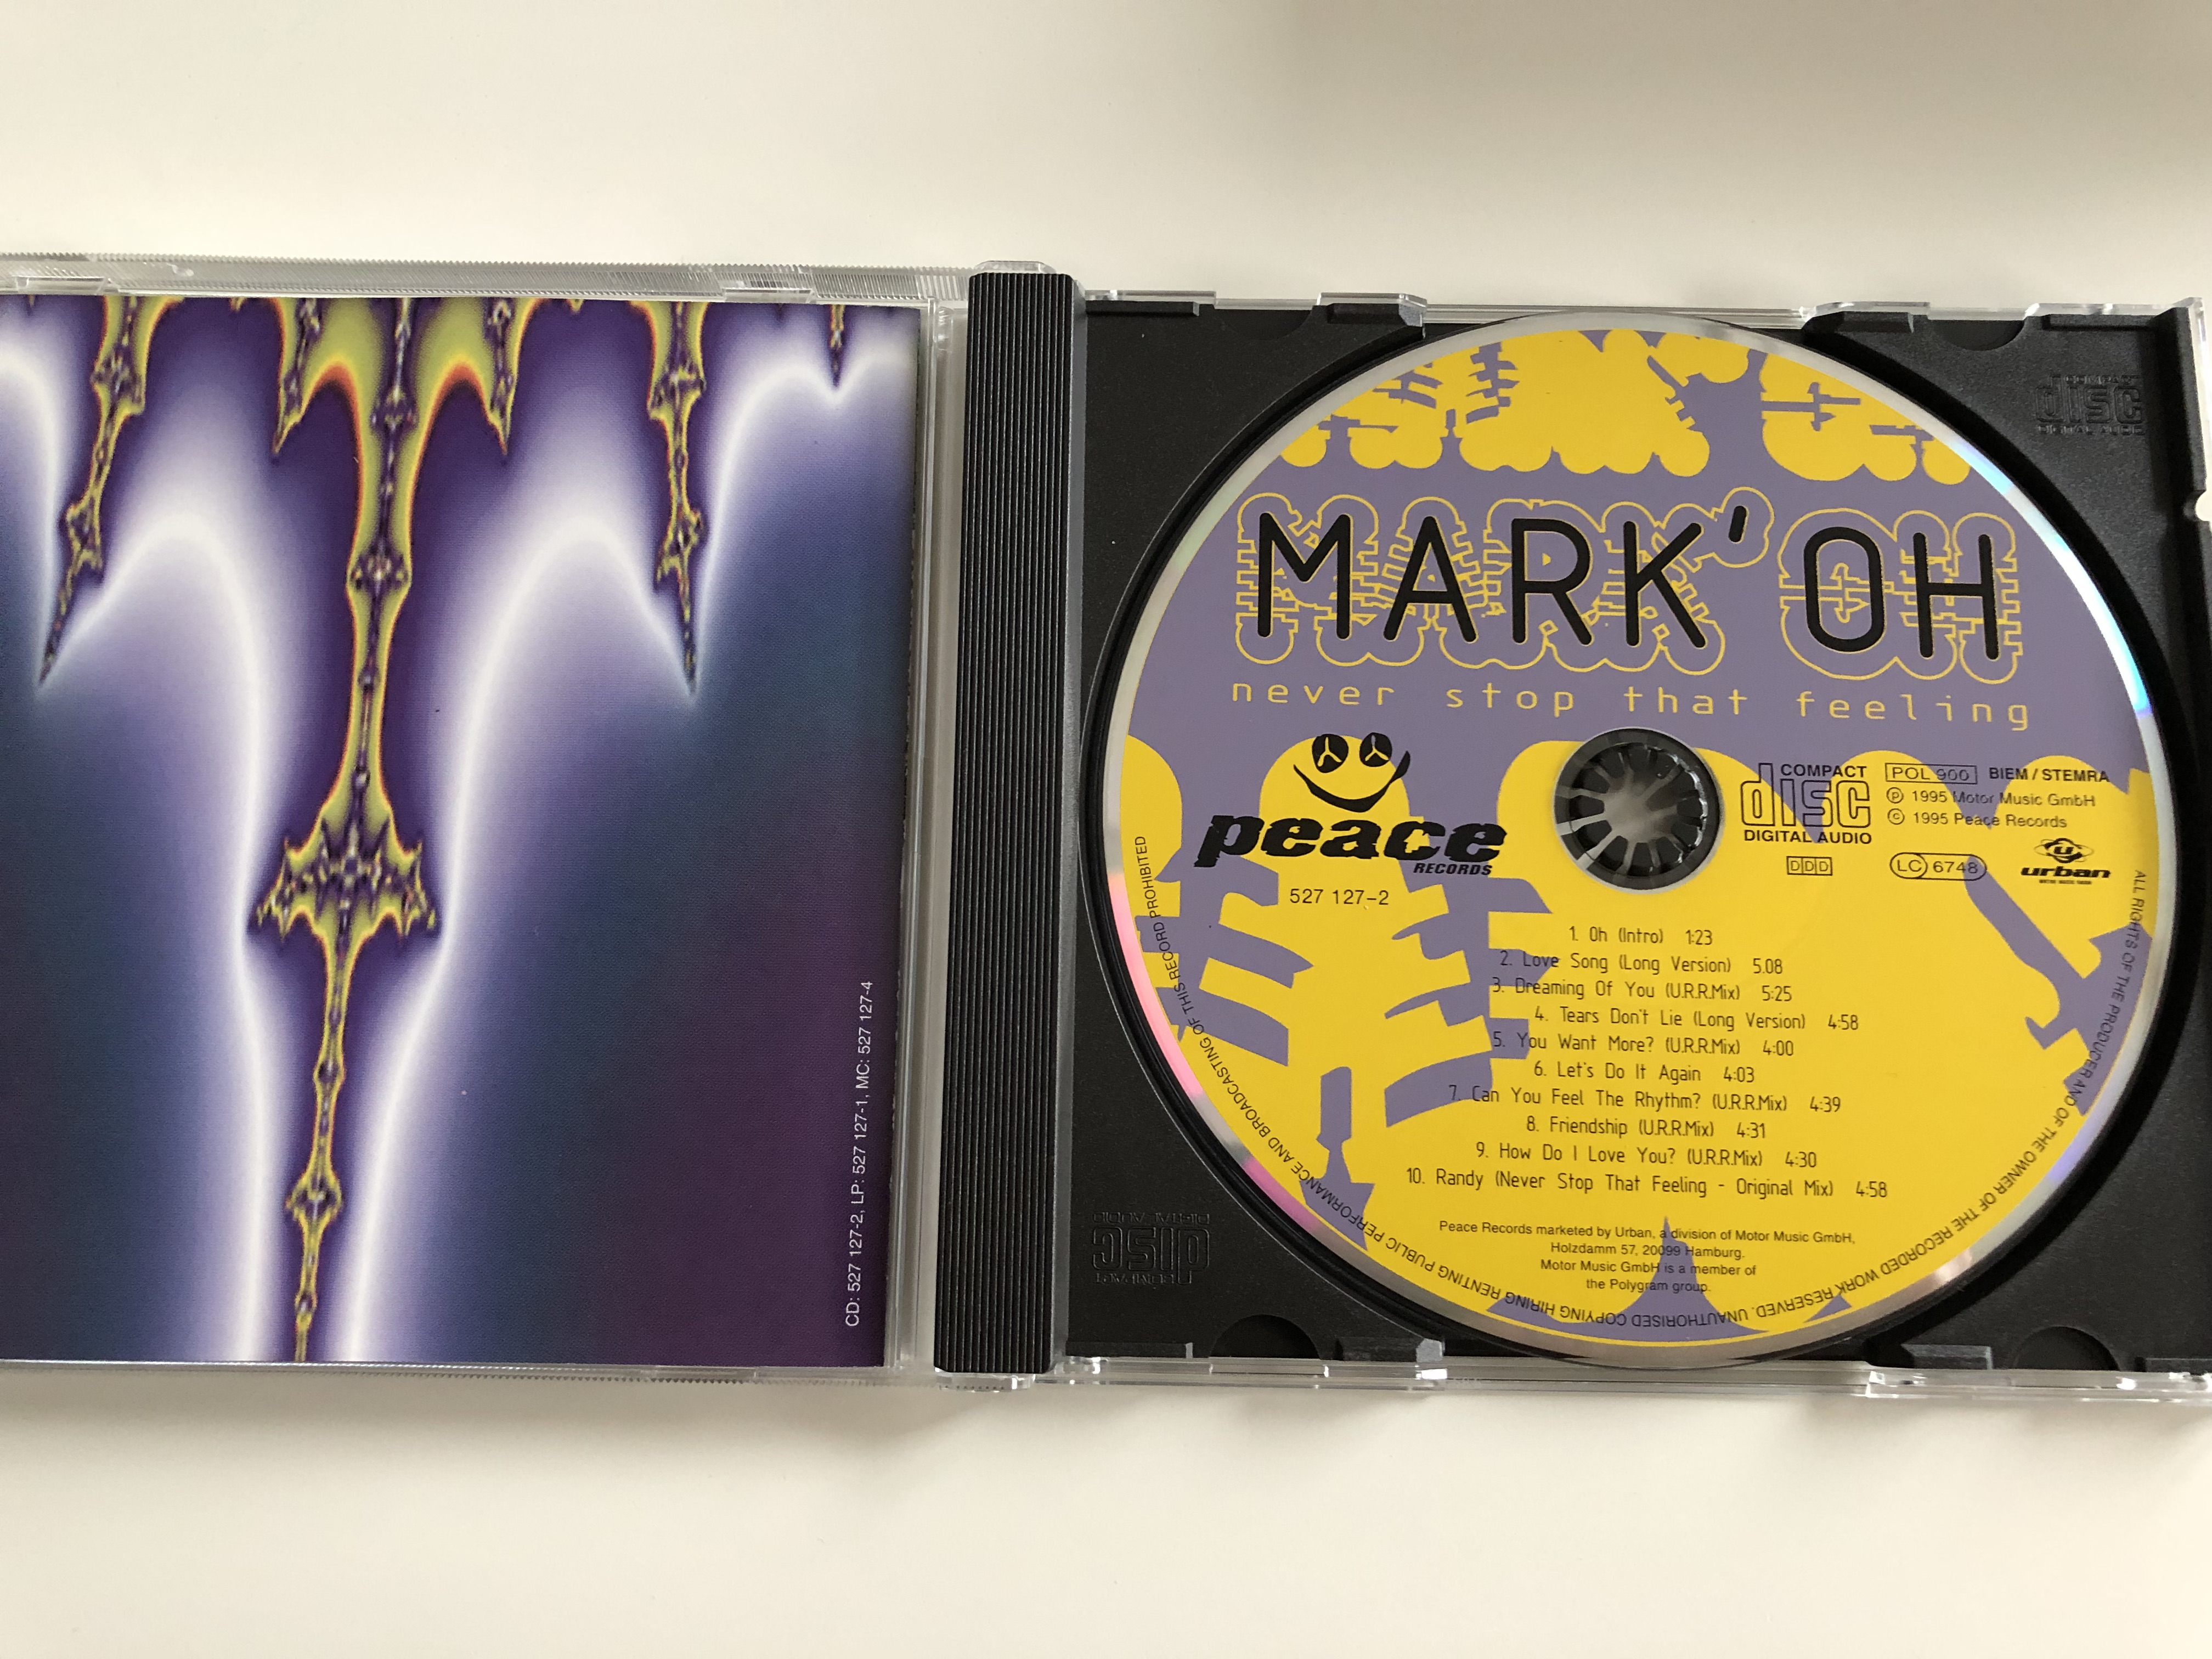 CD: 527 127-2, LP: 527 127-1, MC: 527 127-4
MARK' OH
never stop that feeling
peace
RECORDS
527 127-2
COMPACT
disc
DIGITAL AUDIO
DDD
POL 900 BIEM / STEMRA
℗ 1995 Motor Music GmbH
© 1995 Peace Records
LC 6748
urban
1. Oh (Intro) 1:23
2. Love Song (Long Version) 5.08
3. Dreaming Of You (U.R.R.Mix) 5:25
4. Tears Don't Lie (Long Version) 4:58
5. You Want More? (U.R.R.Mix) 4:00
6. Let's Do It Again 4:03
7. Can You Feel The Rhythm? (U.R.R.Mix) 4:39
8. Friendship (U.R.R.Mix) 4:31
9. How Do I Love You? (U.R.R.Mix) 4:30
10. Randy (Never Stop That Feeling - Original Mix) 4:58
Peace Records marketed by Urban, a division of Motor Music GmbH,
Holzdamm 57, 20099 Hamburg.
Motor Music GmbH is a member of
the Polygram group.
ALL RIGHTS OF THE PRODUCER AND OF THE OWNER OF THE RECORDED WORK RESERVED. UNAUTHORISED COPYING HIRING RENTING PUBLIC PERFORMANCE AND BROADCASTING OF THIS RECORD PROHIBITED
COMPACT
disc
DIGITAL AUDIO
COMPACT
disc
DIGITAL AUDIO